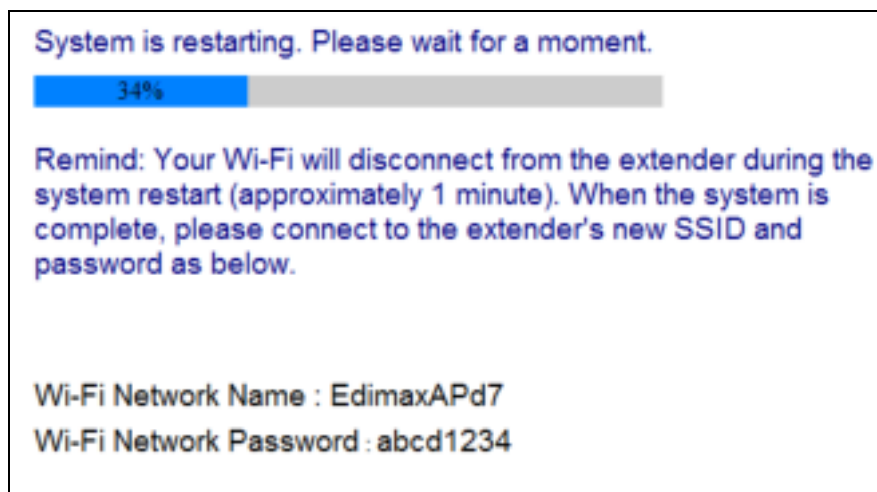 System is restarting. Please wait for a moment.
34%
Remind: Your Wi-Fi will disconnect from the extender during the
system restart (approximately 1 minute). When the system is
complete, please connect to the extender's new SSID and
password as below.
Wi-Fi Network Name : EdimaxAPd7
Wi-Fi Network Password : abcd1234